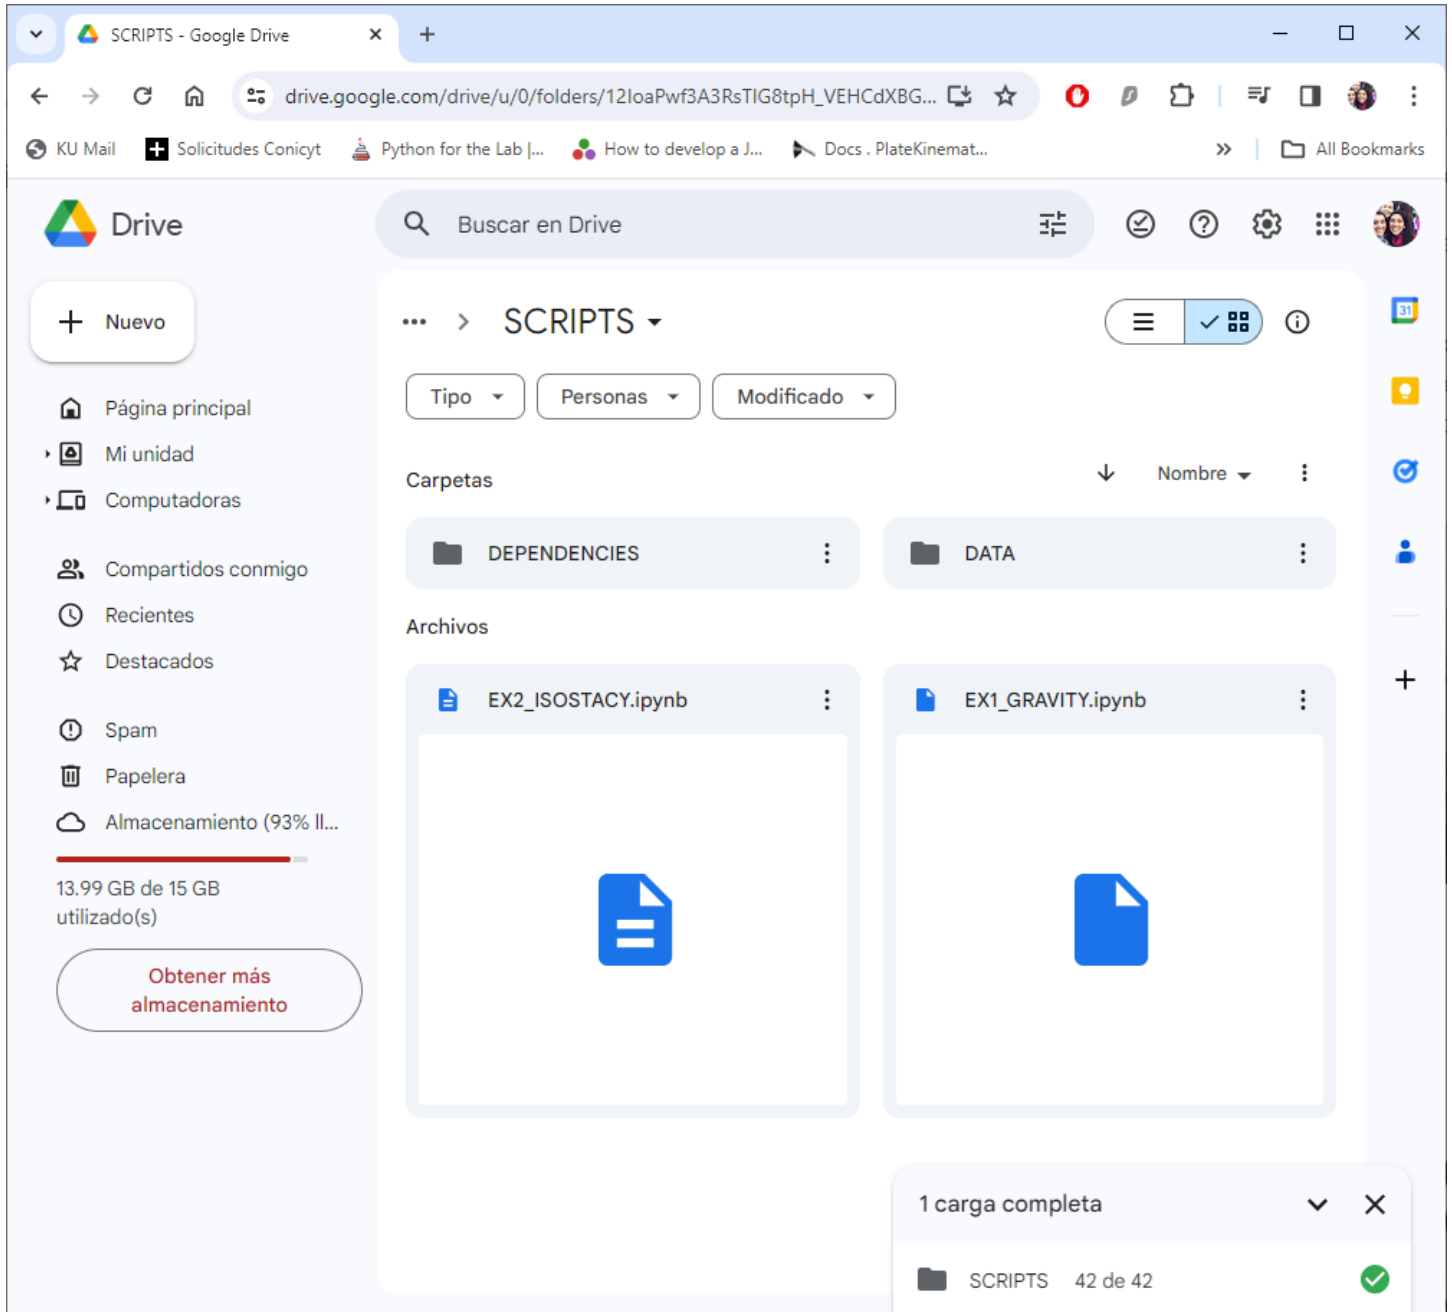 SCRIPTS - Google Drive
drive.google.com/drive/u/0/folders/12IoaPwf3A3RsTlG8tpH_VEHCdXBG...
KU Mail
Solicitudes Conicyt
Python for the Lab |...
How to develop a J...
Docs . PlateKinemat...
All Bookmarks
Drive
Buscar en Drive
31
Nuevo
SCRIPTS
Tipo
Personas
Modificado
Página principal
Mi unidad
Computadoras
Compartidos conmigo
Recientes
Destacados
Spam
Papelera
Almacenamiento (93% ll...
13.99 GB de 15 GB
utilizado(s)
Obtener más
almacenamiento
Carpetas
Nombre
DEPENDENCIES
DATA
Archivos
EX2_ISOSTACY.ipynb
EX1_GRAVITY.ipynb
1 carga completa
SCRIPTS 42 de 42